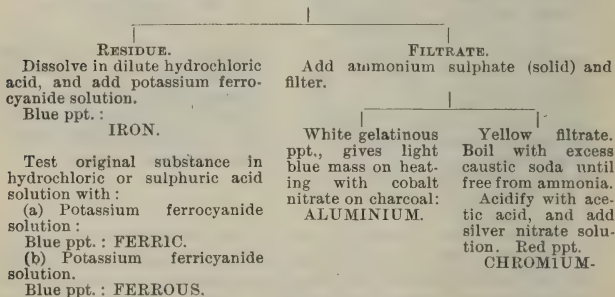 RESIDUE.
Dissolve in dilute hydrochloric
acid, and add potassium ferro-
cyanide solution.
Blue ppt. :
IRON.
Test original substance in
hydrochloric or sulphuric acid
solution with :
(a) Potassium ferrocyanide
solution :
Blue ppt. : FERRIC.
(b) Potassium ferricyanide
solution.
Blue ppt. : FERROUS.
FILTRATE.
Add ammonium sulphate (solid) and
filter.
White gelatinous
ppt., gives light
blue mass on heat-
ing with cobalt
nitrate on charcoal:
ALUMINIUM.
Yellow filtrate.
Boil with excess
caustic soda until
free from ammonia.
Acidify with ace-
tic acid, and add
silver nitrate solu-
tion. Red ppt.
CHROMIUM-